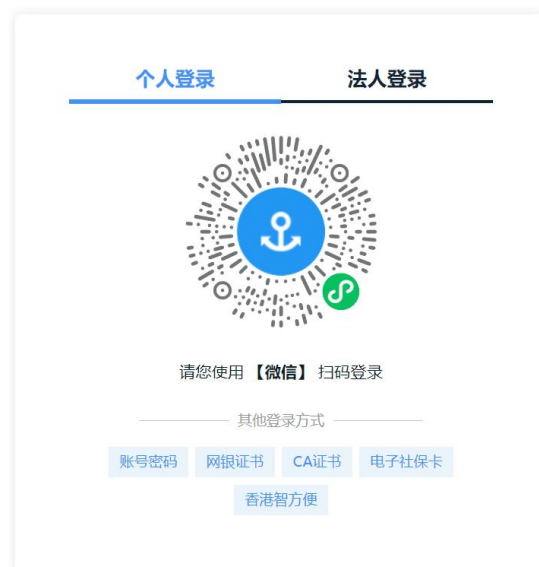 个人登录 法人登录
请您使用 【微信】 扫码登录
其他登录方式
账号密码 网银证书 CA证书 电子社保卡
香港智方便